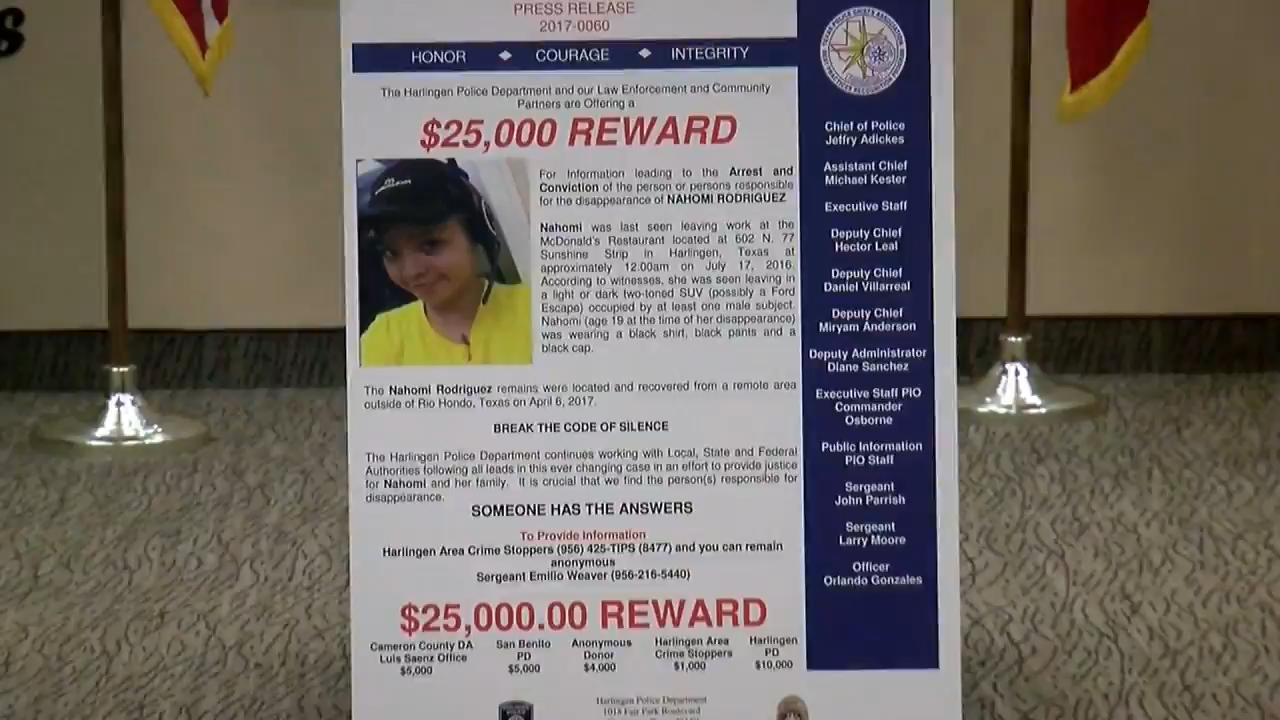 PRESS RELEASE
2017-0060
HONOR COURAGE INTEGRITY
The Harlingen Police Department and our Law Enforcement and Community
Partners are Offering a
$25,000 REWARD
For Information leading to the Arrest and
Conviction of the person or persons responsible
for the disappearance of NAHOMI RODRIGUEZ
Nahomi was last seen leaving work at the
McDonald's Restaurant located at 602 N. 77
Sunshine Strip in Harlingen, Texas at
approximately 12:00am on July 17, 2016.
According to witnesses, she was seen leaving in
a light or dark two-toned SUV (possibly a Ford
Escape) occupied by at least one male subject.
Nahomi (age 19 at the time of her disappearance)
was wearing a black shirt, black pants and a
black cap.
The Nahomi Rodriguez remains were located and recovered from a remote area
outside of Rio Hondo, Texas on April 6, 2017.
BREAK THE CODE OF SILENCE
The Harlingen Police Department continues working with Local, State and Federal
Authorities following all leads in this ever changing case in an effort to provide justice
for Nahomi and her family. It is crucial that we find the person(s) responsible for
disappearance.
SOMEONE HAS THE ANSWERS
To Provide Information
Harlingen Area Crime Stoppers (956) 425-TIPS (8477) and you can remain
anonymous
Sergeant Emilio Weaver (956-216-5440)
$25,000.00 REWARD
Cameron County DA
Luis Saenz Office
$5,000
San Benito
PD
$5,000
Anonymous
Donor
$4,000
Harlingen Area
Crime Stoppers
$1,000
Harlingen
PD
$10,000
Harlingen Police Department
1018 Fair Park Boulevard
Chief of Police
Jeffry Adickes
Assistant Chief
Michael Kester
Executive Staff
Deputy Chief
Hector Leal
Deputy Chief
Daniel Villarreal
Deputy Chief
Miryam Anderson
Deputy Administrator
Diane Sanchez
Executive Staff PIO
Commander
Osborne
Public Information
PIO Staff
Sergeant
John Parrish
Sergeant
Larry Moore
Officer
Orlando Gonzales